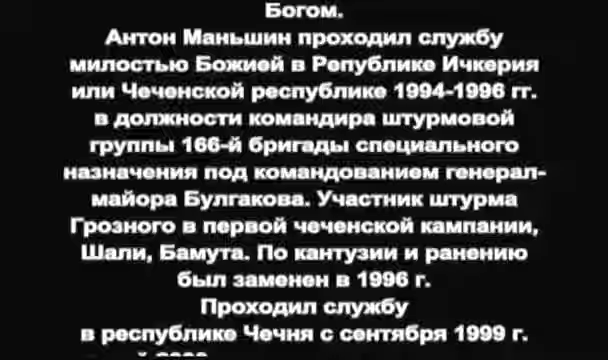 Богом.
Антон Маньшин проходил службу
милостью Божией в Републике Ичкерия
или Чеченской республике 1994-1996 гг.
в должности командира штурмовой
группы 166-й бригады специального
назначения под командованием генерал-
майора Булгакова. Участник штурма
Грозного в первой чеченской кампании,
Шали, Бамута. По кантузии и ранению
был заменен в 1996 г.
Проходил службу
в республике Чечня с сентября 1999 г.